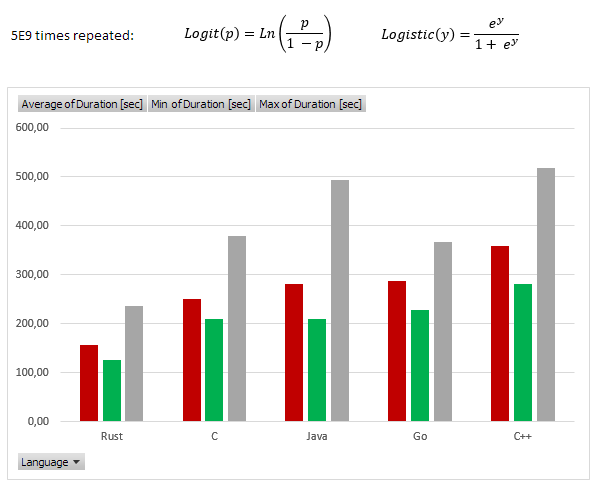 5E9 times repeated: Logit(p) = Ln(p / 1 − p) Logistic(y) = e^y / 1 + e^y
Average of Duration [sec] Min of Duration [sec] Max of Duration [sec]
600,00
500,00
400,00
300,00
200,00
100,00
0,00
Rust C Java Go C++
Language